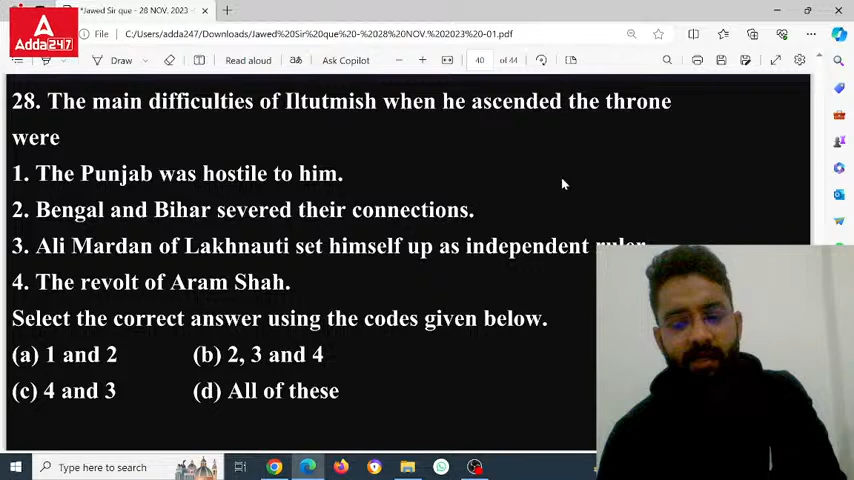 *Jawed Sir que - 28 NOV. 2023
File
C:/Users/adda247/Downloads/Jawed%20Sir%20que%20-%2028%20NOV.%202023%20-01.pdf
Adda247
Draw
Read aloud
Ask Copilot
40
of 44
28. The main difficulties of Iltutmish when he ascended the throne
were
1. The Punjab was hostile to him.
2. Bengal and Bihar severed their connections.
3. Ali Mardan of Lakhnauti set himself up as independent ruler.
4. The revolt of Aram Shah.
Select the correct answer using the codes given below.
(a) 1 and 2 (b) 2, 3 and 4
(c) 4 and 3 (d) All of these
Type here to search